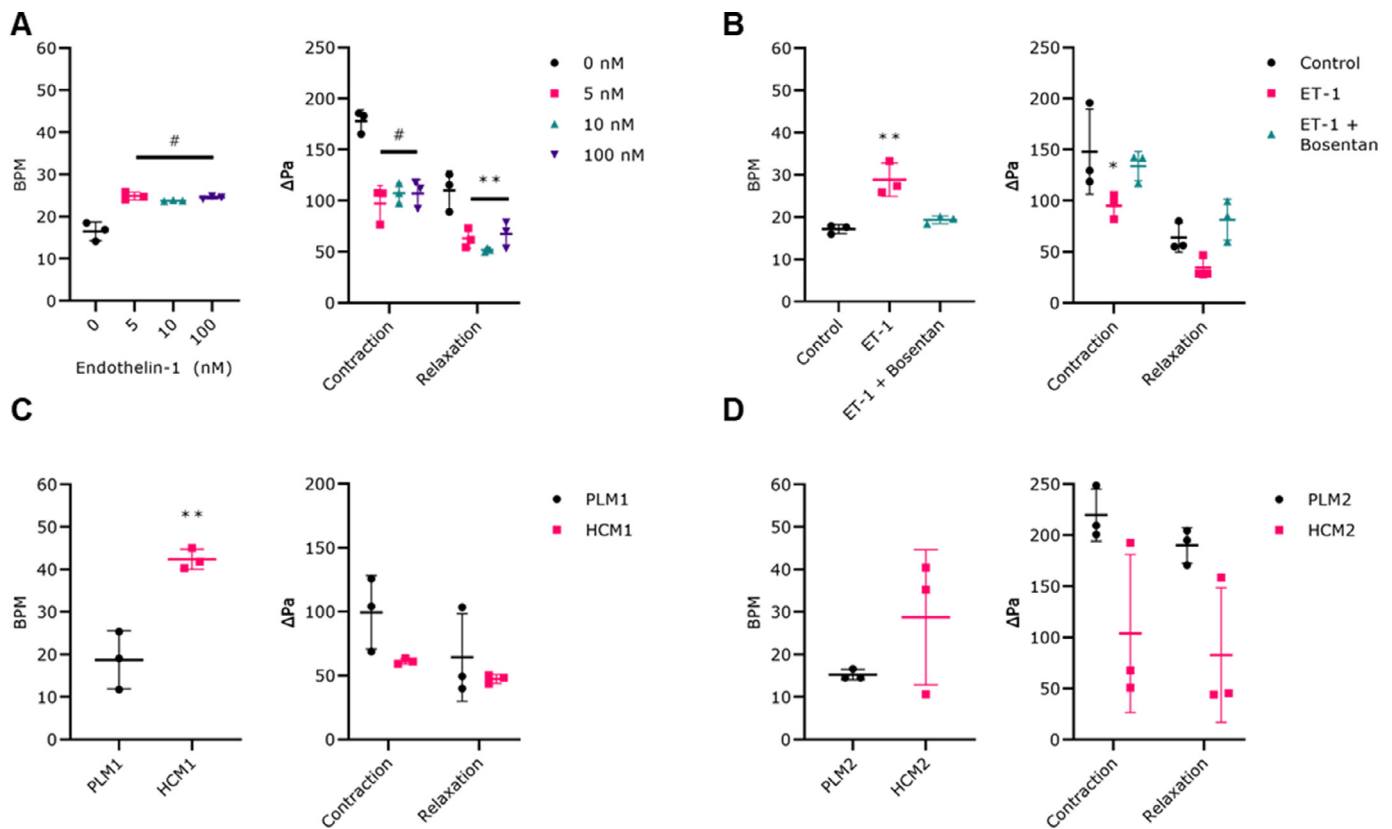 A
60
50
40
30
20
10
0
BPM
#
0
5
10
100
Endothelin-1 (nM)
250
200
150
100
50
0
ΔPa
#
**
Contraction
Relaxation
0 nM
5 nM
10 nM
100 nM
B
60
50
40
30
20
10
0
BPM
**
Control
ET-1
ET-1 + Bosentan
250
200
150
100
50
0
ΔPa
*
Contraction
Relaxation
Control
ET-1
ET-1 +
Bosentan
C
60
50
40
30
20
10
0
BPM
**
PLM1
HCM1
200
150
100
50
0
ΔPa
Contraction
Relaxation
PLM1
HCM1
D
60
50
40
30
20
10
0
BPM
PLM2
HCM2
250
200
150
100
50
0
ΔPa
Contraction
Relaxation
PLM2
HCM2